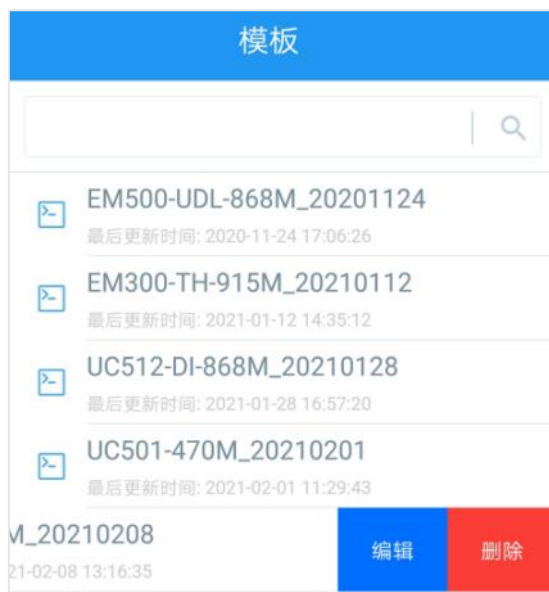 模板
EM500-UDL-868M_20201124
最后更新时间: 2020-11-24 17:06:26
EM300-TH-915M_20210112
最后更新时间: 2021-01-12 14:35:12
UC512-DI-868M_20210128
最后更新时间: 2021-01-28 16:57:20
UC501-470M_20210201
最后更新时间: 2021-02-01 11:29:43
M_20210208
21-02-08 13:16:35
编辑
删除